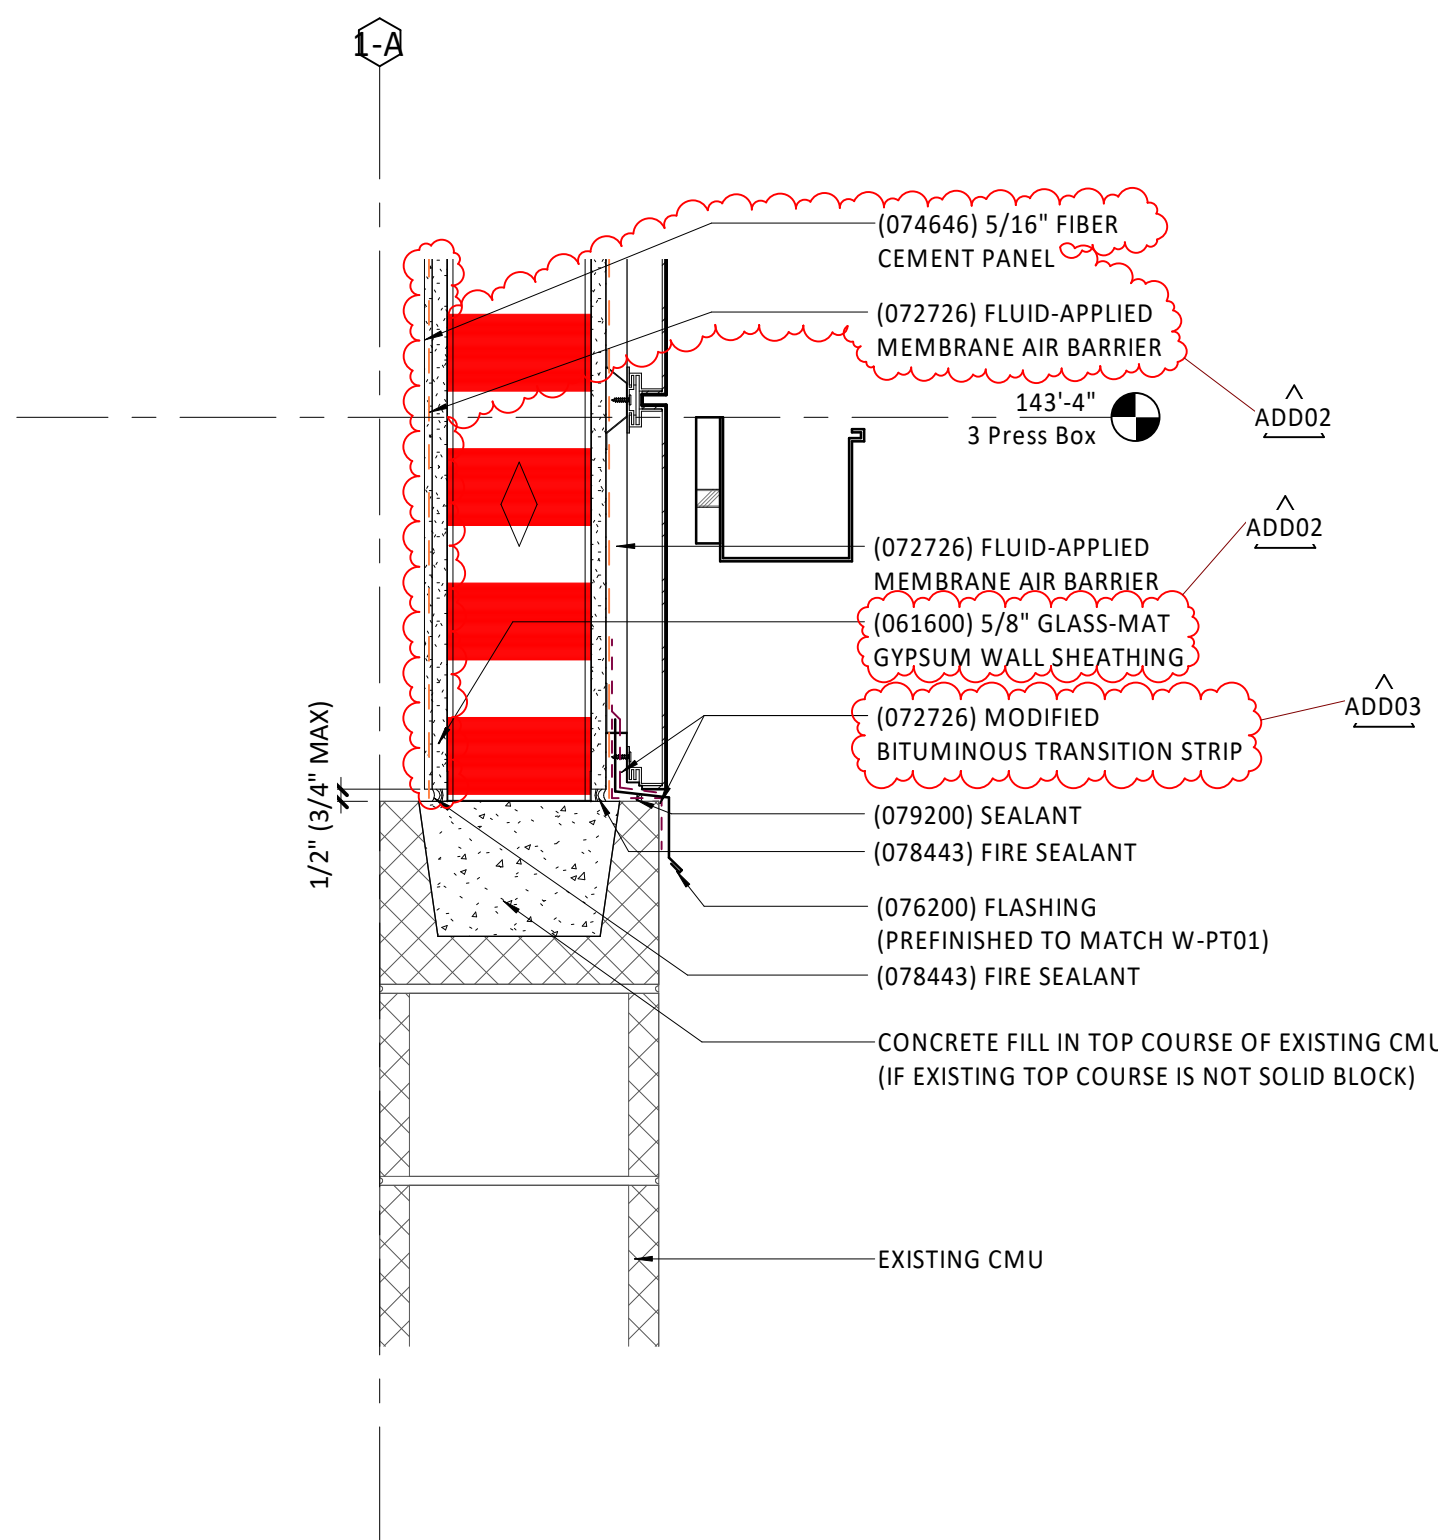 1-A
(074646) 5/16" FIBER
CEMENT PANEL
(072726) FLUID-APPLIED
MEMBRANE AIR BARRIER
143'-4"
3 Press Box
ADD02
ADD02
(072726) FLUID-APPLIED
MEMBRANE AIR BARRIER
(061600) 5/8" GLASS-MAT
GYPSUM WALL SHEATHING
ADD03
(072726) MODIFIED
BITUMINOUS TRANSITION STRIP
1/2" (3/4" MAX)
(079200) SEALANT
(078443) FIRE SEALANT
(076200) FLASHING
(PREFINISHED TO MATCH W-PT01)
(078443) FIRE SEALANT
CONCRETE FILL IN TOP COURSE OF EXISTING CMU
(IF EXISTING TOP COURSE IS NOT SOLID BLOCK)
EXISTING CMU